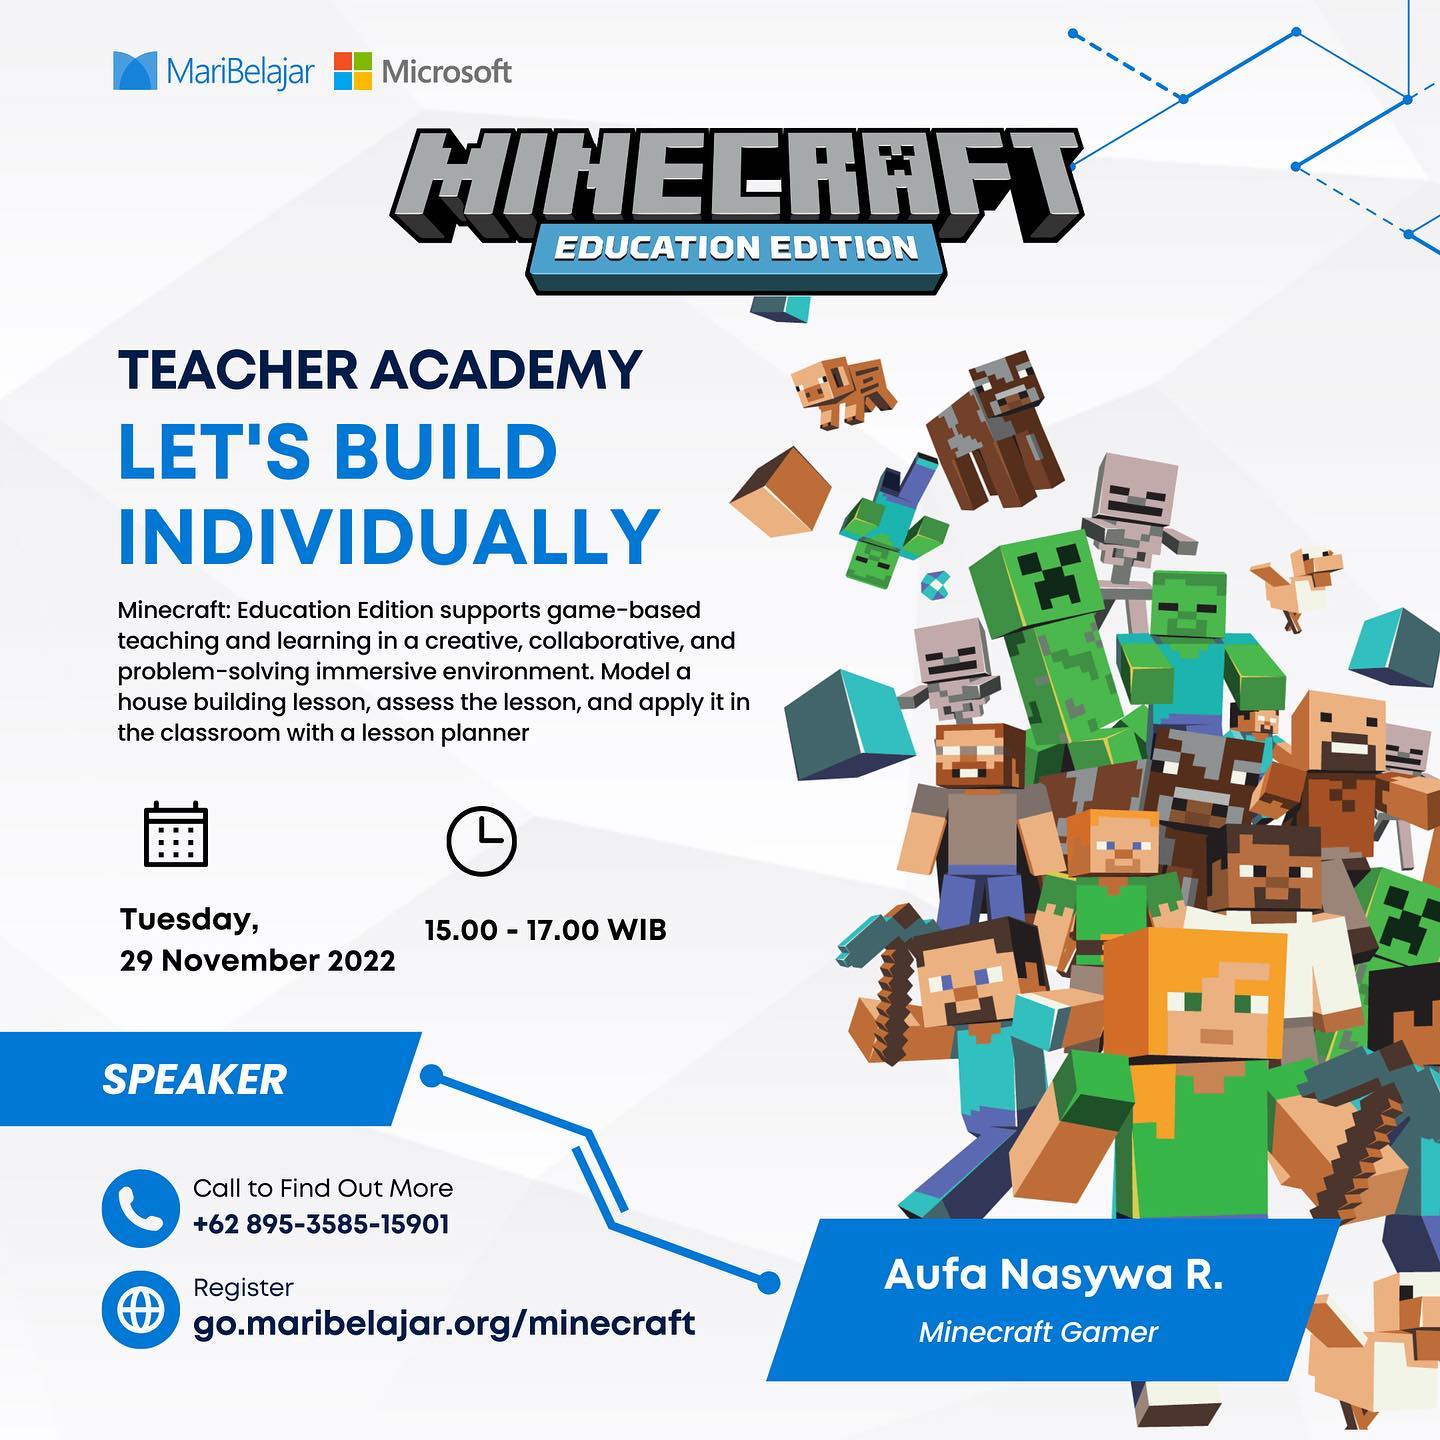 MariBelajar Microsoft
MINECRAFT
EDUCATION EDITION
TEACHER ACADEMY
LET'S BUILD
INDIVIDUALLY
Minecraft: Education Edition supports game-based
teaching and learning in a creative, collaborative, and
problem-solving immersive environment. Model a
house building lesson, assess the lesson, and apply it in
the classroom with a lesson planner
Tuesday,
29 November 2022
15.00 - 17.00 WIB
SPEAKER
Call to Find Out More
+62 895-3585-15901
Register
go.maribelajar.org/minecraft
Aufa Nasywa R.
Minecraft Gamer